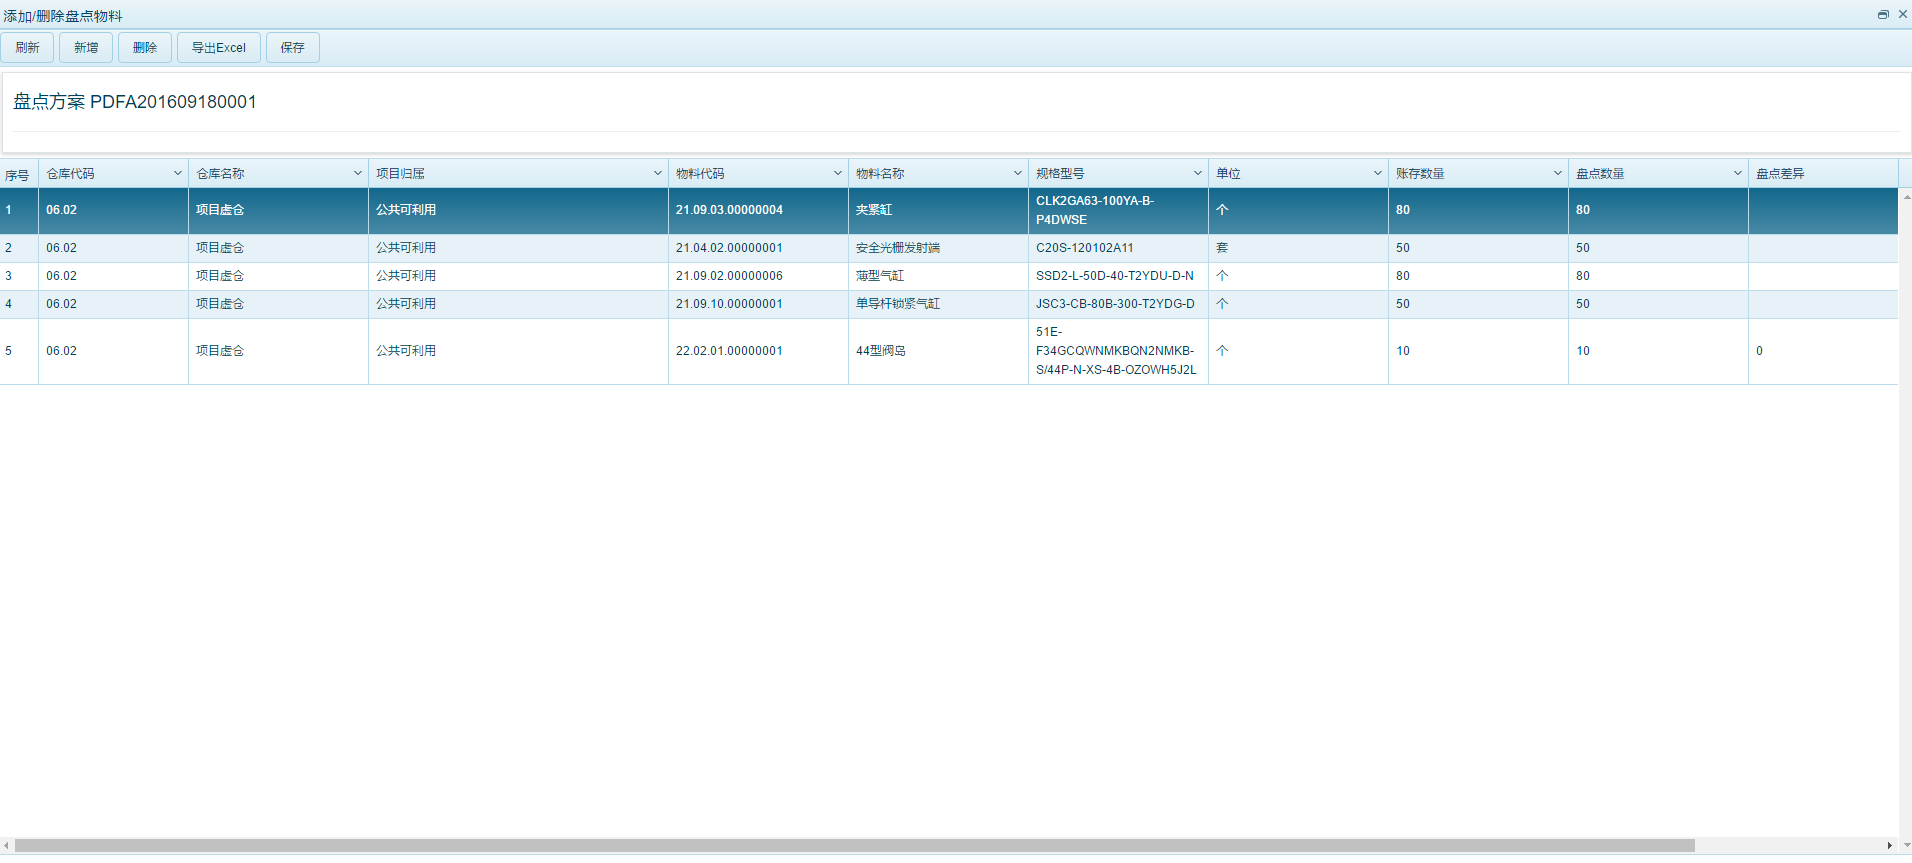 添加/删除盘点物料
刷新 新增 删除 导出Excel 保存
盘点方案 PDFA201609180001
序号 仓库代码 仓库名称 项目归属 物料代码 物料名称 规格型号 单位 账存数量 盘点数量 盘点差异
1 06.02 项目虚仓 公共可利用 21.09.03.00000004 夹紧缸 CLK2GA63-100YA-B-
P4DWSE 个 80 80
2 06.02 项目虚仓 公共可利用 21.04.02.00000001 安全光栅发射端 C20S-120102A11 套 50 50
3 06.02 项目虚仓 公共可利用 21.09.02.00000006 薄型气缸 SSD2-L-50D-40-T2YDU-D-N 个 80 80
4 06.02 项目虚仓 公共可利用 21.09.10.00000001 单导杆锁紧气缸 JSC3-CB-80B-300-T2YDG-D 个 50 50
5 06.02 项目虚仓 公共可利用 22.02.01.00000001 44型阀岛 51E-
F34GCQWNMKBQN2NMKB-
S/44P-N-XS-4B-OZOWH5J2L 个 10 10 0